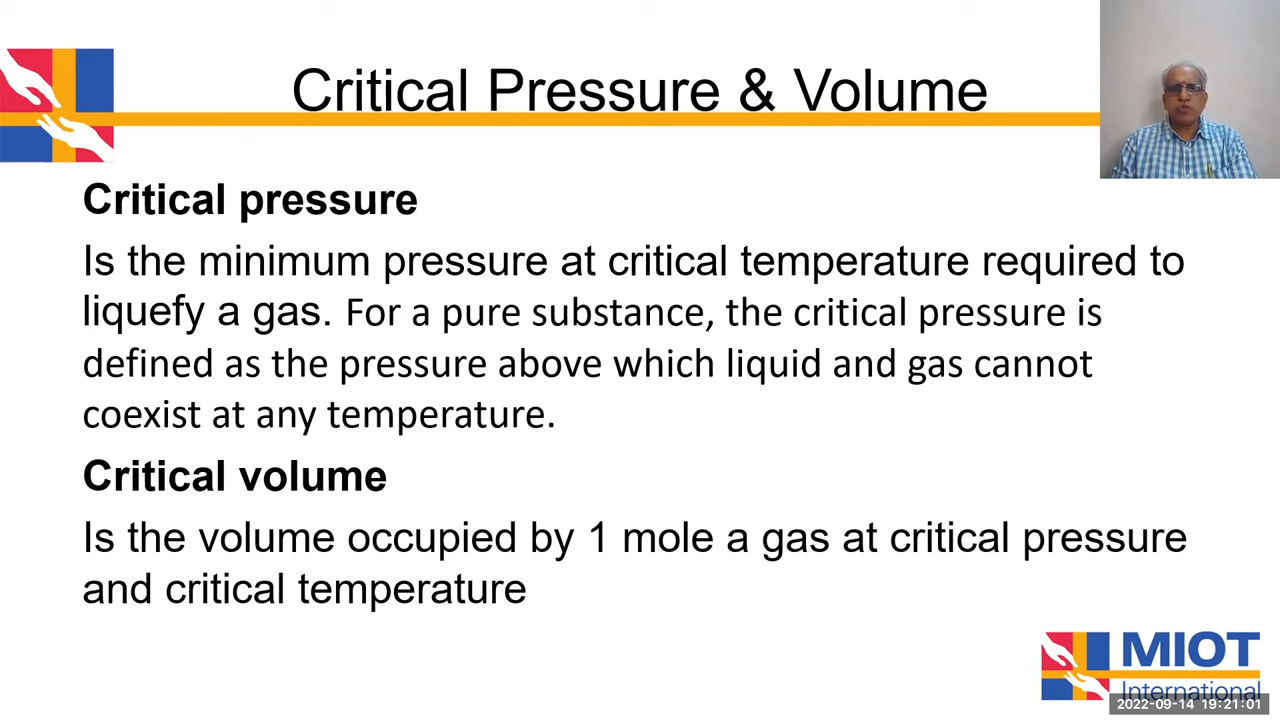 Critical Pressure & Volume
Critical pressure
Is the minimum pressure at critical temperature required to
liquefy a gas. For a pure substance, the critical pressure is
defined as the pressure above which liquid and gas cannot
coexist at any temperature.
Critical volume
Is the volume occupied by 1 mole a gas at critical pressure
and critical temperature
MIOT
International
2022-09-14 19:21:01